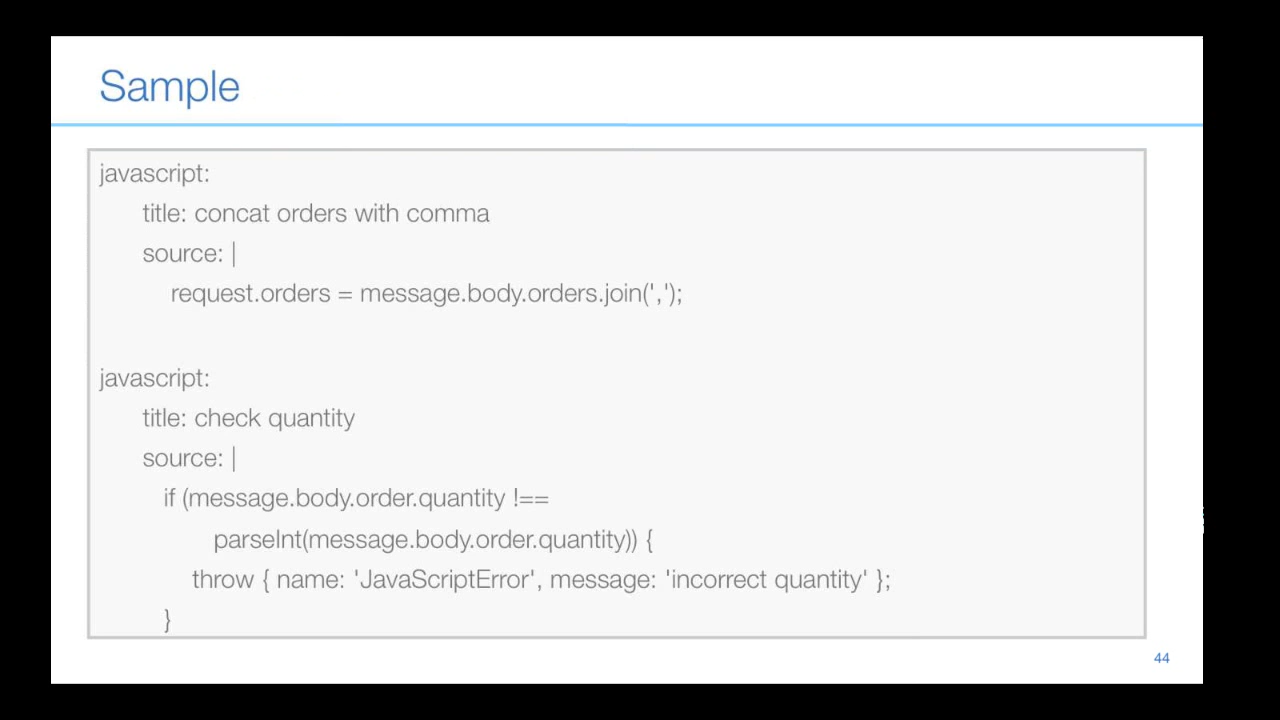 Sample
javascript:
title: concat orders with comma
source: |
request.orders = message.body.orders.join(',');
javascript:
title: check quantity
source: |
if (message.body.order.quantity !==
parseInt(message.body.order.quantity)) {
throw { name: 'JavaScriptError', message: 'incorrect quantity' };
}
44